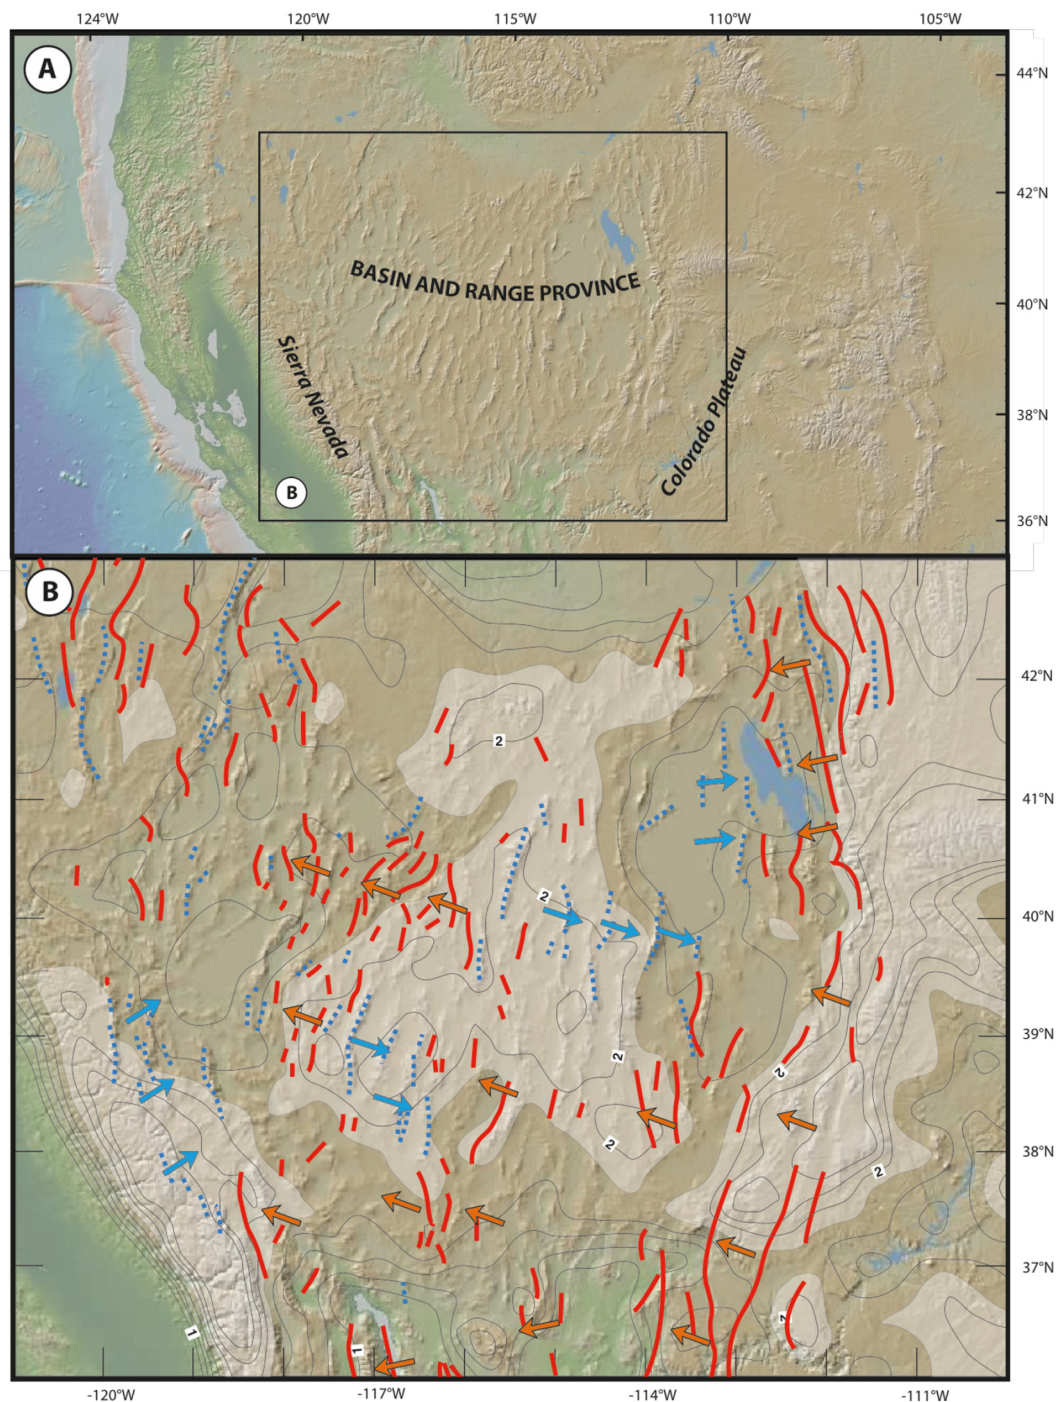 124°W 120°W 115°W 110°W 105°W
A
44°N
42°N
BASIN AND RANGE PROVINCE
40°N
Sierra Nevada
Colorado Plateau
38°N
B
36°N
B
42°N
2
41°N
2
40°N
39°N
2
2
2
38°N
2
37°N
2
1
1
-120°W -117°W -114°W -111°W